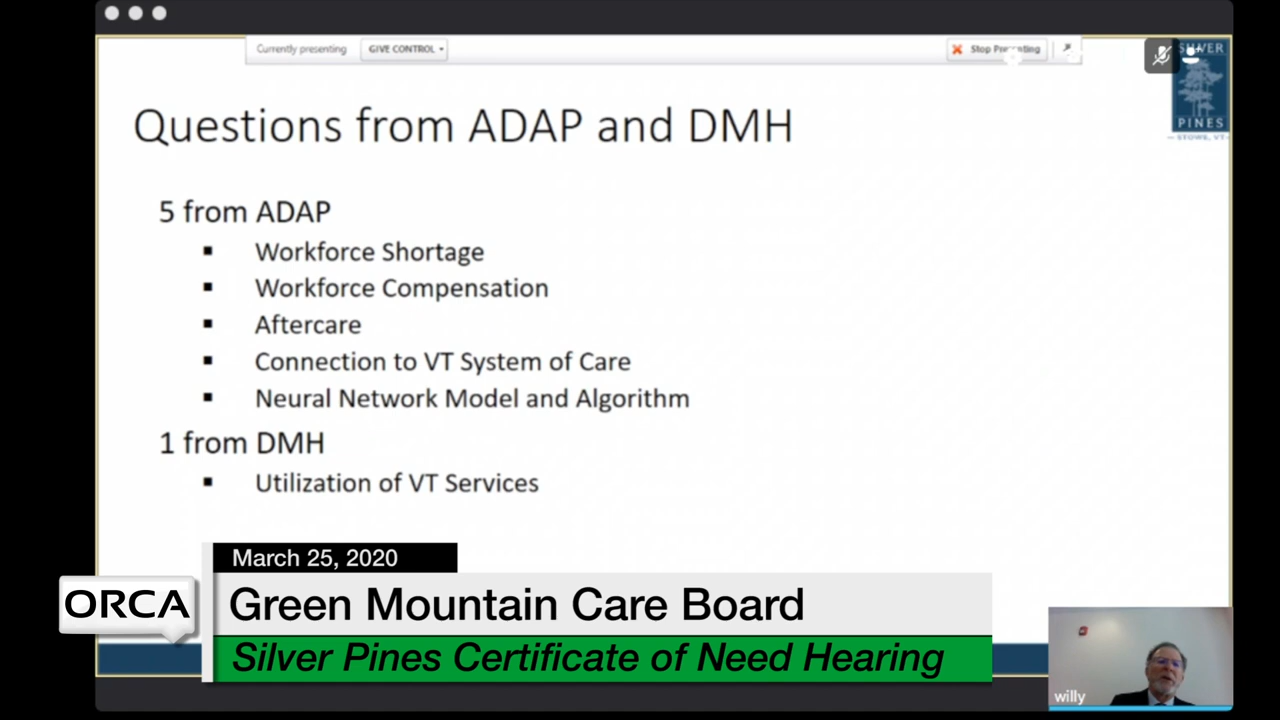 Currently presenting
GIVE CONTROL
Stop Presenting
SILVER
PINES
STOWE, VT
Questions from ADAP and DMH
5 from ADAP
Workforce Shortage
Workforce Compensation
Aftercare
Connection to VT System of Care
Neural Network Model and Algorithm
1 from DMH
Utilization of VT Services
March 25, 2020
ORCA
Green Mountain Care Board
Silver Pines Certificate of Need Hearing
willy